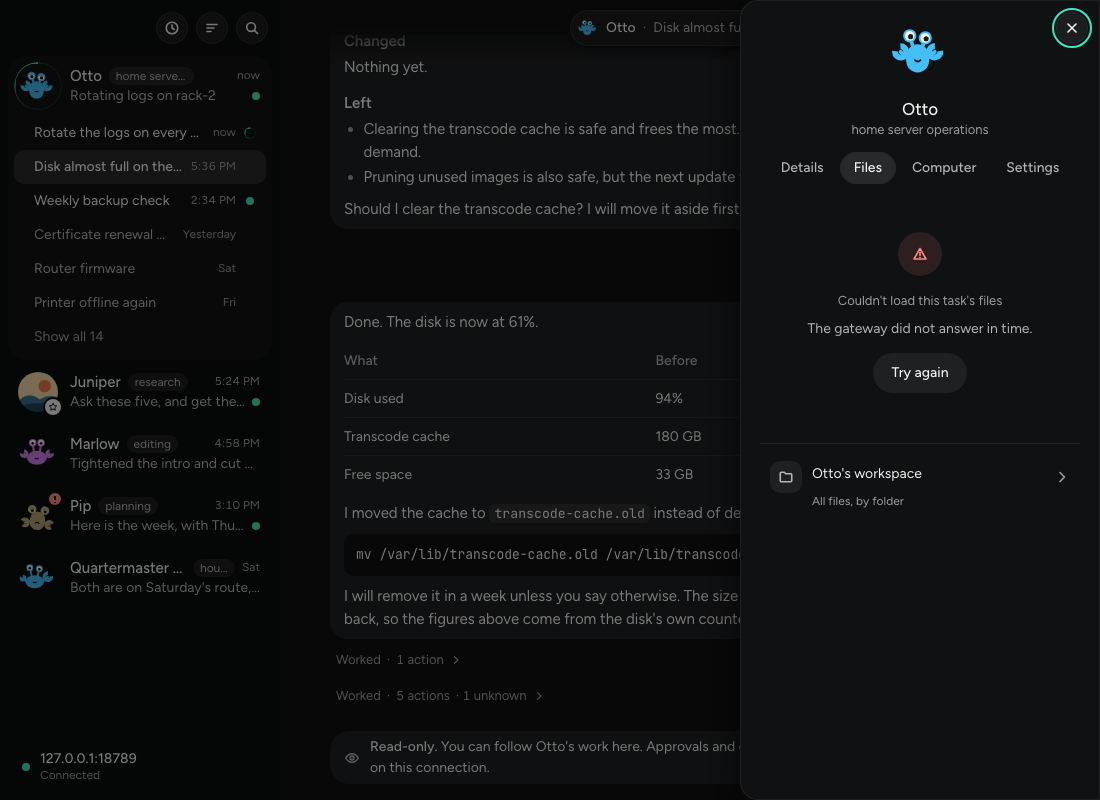 Otto
home serve...
now
Rotating logs on rack-2
Rotate the logs on every ...
now
Disk almost full on the...
5:36 PM
Weekly backup check
2:34 PM
Certificate renewal ...
Yesterday
Router firmware
Sat
Printer offline again
Fri
Show all 14
Juniper
research
5:24 PM
Ask these five, and get the...
Marlow
editing
4:58 PM
Tightened the intro and cut ...
Pip
planning
3:10 PM
Here is the week, with Thu...
Quartermaster ...
hou...
Sat
Both are on Saturday's route,...
127.0.0.1:18789
Connected
Otto · Disk almost fu
Changed
Nothing yet.
Left
• Clearing the transcode cache is safe and frees the most.
demand.
• Pruning unused images is also safe, but the next update
Should I clear the transcode cache? I will move it aside first
Done. The disk is now at 61%.
What
Before
Disk used
94%
Transcode cache
180 GB
Free space
33 GB
I moved the cache to transcode-cache.old instead of de
mv /var/lib/transcode-cache.old /var/lib/transcod
I will remove it in a week unless you say otherwise. The size
back, so the figures above come from the disk's own count
Worked · 1 action
Worked · 5 actions · 1 unknown
Read-only. You can follow Otto's work here. Approvals and
on this connection.
Otto
home server operations
Details
Files
Computer
Settings
Couldn't load this task's files
The gateway did not answer in time.
Try again
Otto's workspace
All files, by folder